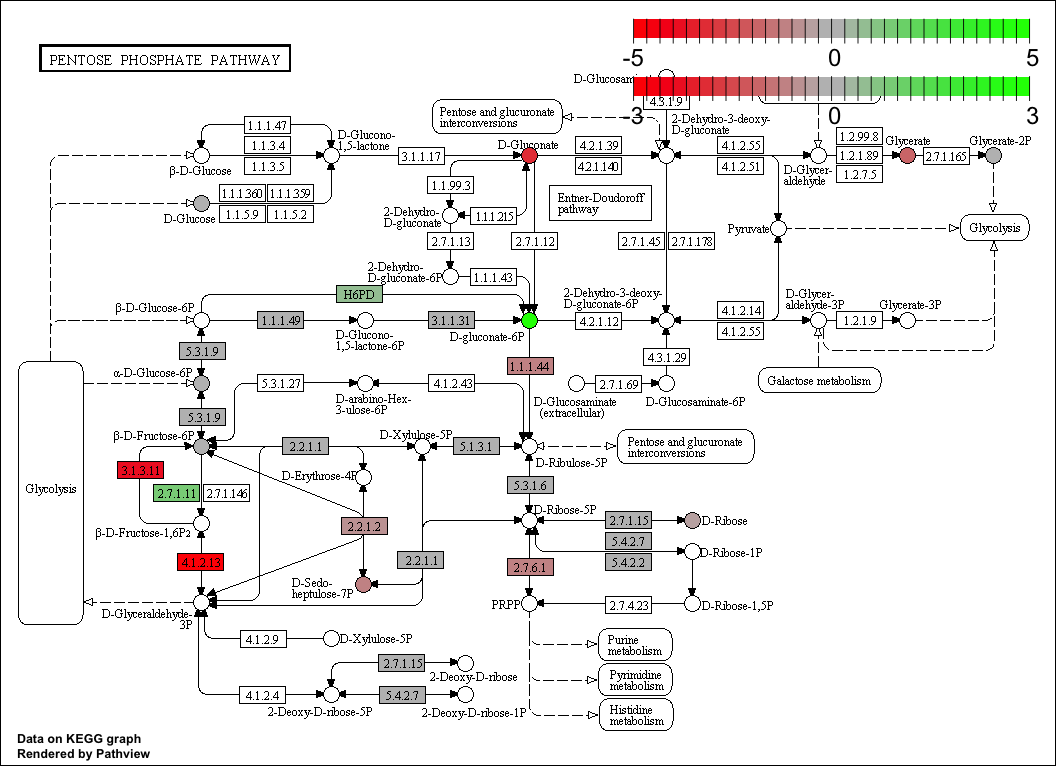 PENTOSE PHOSPHATE PATHWAY
-5 0 5
-3 0 3
D-Glucosami
4.3.1.9
Pentose and glucuronate
interconversions
2-Dehydro-3-deoxy-
D-gluconate
1.1.1.47
1.1.3.4
1.1.3.5
D-Glucono-
1,5-lactone
β-D-Glucose
3.1.1.17
D-Gluconate
4.2.1.39
4.2.1.140
4.2.55
4.2.51
D-Glycer-
aldehyde
1.2.99.8
1.2.1.89
1.2.7.5
Glycerate
2.7.1.165
Glycerate-2P
1.1.1.360
1.1.1.359
1.1.5.9
1.1.5.2
D-Glucose
1.1.99.3
2-Dehydro-
D-gluconate
1.1.1.215
Entner-Doudoroff
pathway
2.7.1.13
2.7.1.12
2.7.1.45
2.7.1.178
Pyruvate
Glycolysis
2-Dehydro-
D-gluconate-6P
1.1.1.43
H6PD
β-D-Glucose-6P
1.1.1.49
D-Glucono-
1,5-lactone-6P
3.1.1.31
D-gluconate-6P
2-Dehydro-3-deoxy-
D-gluconate-6P
4.2.1.12
4.1.2.14
4.1.2.55
D-Glycer-
aldehyde-3P
1.2.1.9
Glycerate-3P
5.3.1.9
α-D-Glucose-6P
1.1.1.44
4.3.1.29
Galactose metabolism
5.3.1.27
D-arabino-Hex-
3-ulose-6P
4.1.2.43
2.7.1.69
D-Glucosamine
(extracellular)
D-Glucosaminate-6P
5.3.1.9
β-D-Fructose-6P
2.2.1.1
D-Xylulose-5P
5.1.3.1
D-Ribulose-5P
Pentose and glucuronate
interconversions
Glycolysis
3.1.3.11
2.7.1.11
2.7.1.146
D-Erythrose-4P
5.3.1.6
β-D-Fructose-1,6P2
2.2.1.2
D-Ribose-5P
2.7.1.15
D-Ribose
5.4.2.7
5.4.2.2
D-Ribose-1P
4.1.2.13
2.2.1.1
2.7.6.1
D-Sedo-
heptulose-7P
D-Glyceraldehyde-
3P
PRPP
2.7.4.23
D-Ribose-1,5P
4.1.2.9
D-Xylulose-5P
Purine
metabolism
2.7.1.15
2-Deoxy-D-ribose
Pyrimidine
metabolism
4.1.2.4
2-Deoxy-D-ribose-5P
5.4.2.7
2-Deoxy-D-ribose-1P
Histidine
metabolism
Data on KEGG graph
Rendered by Pathview